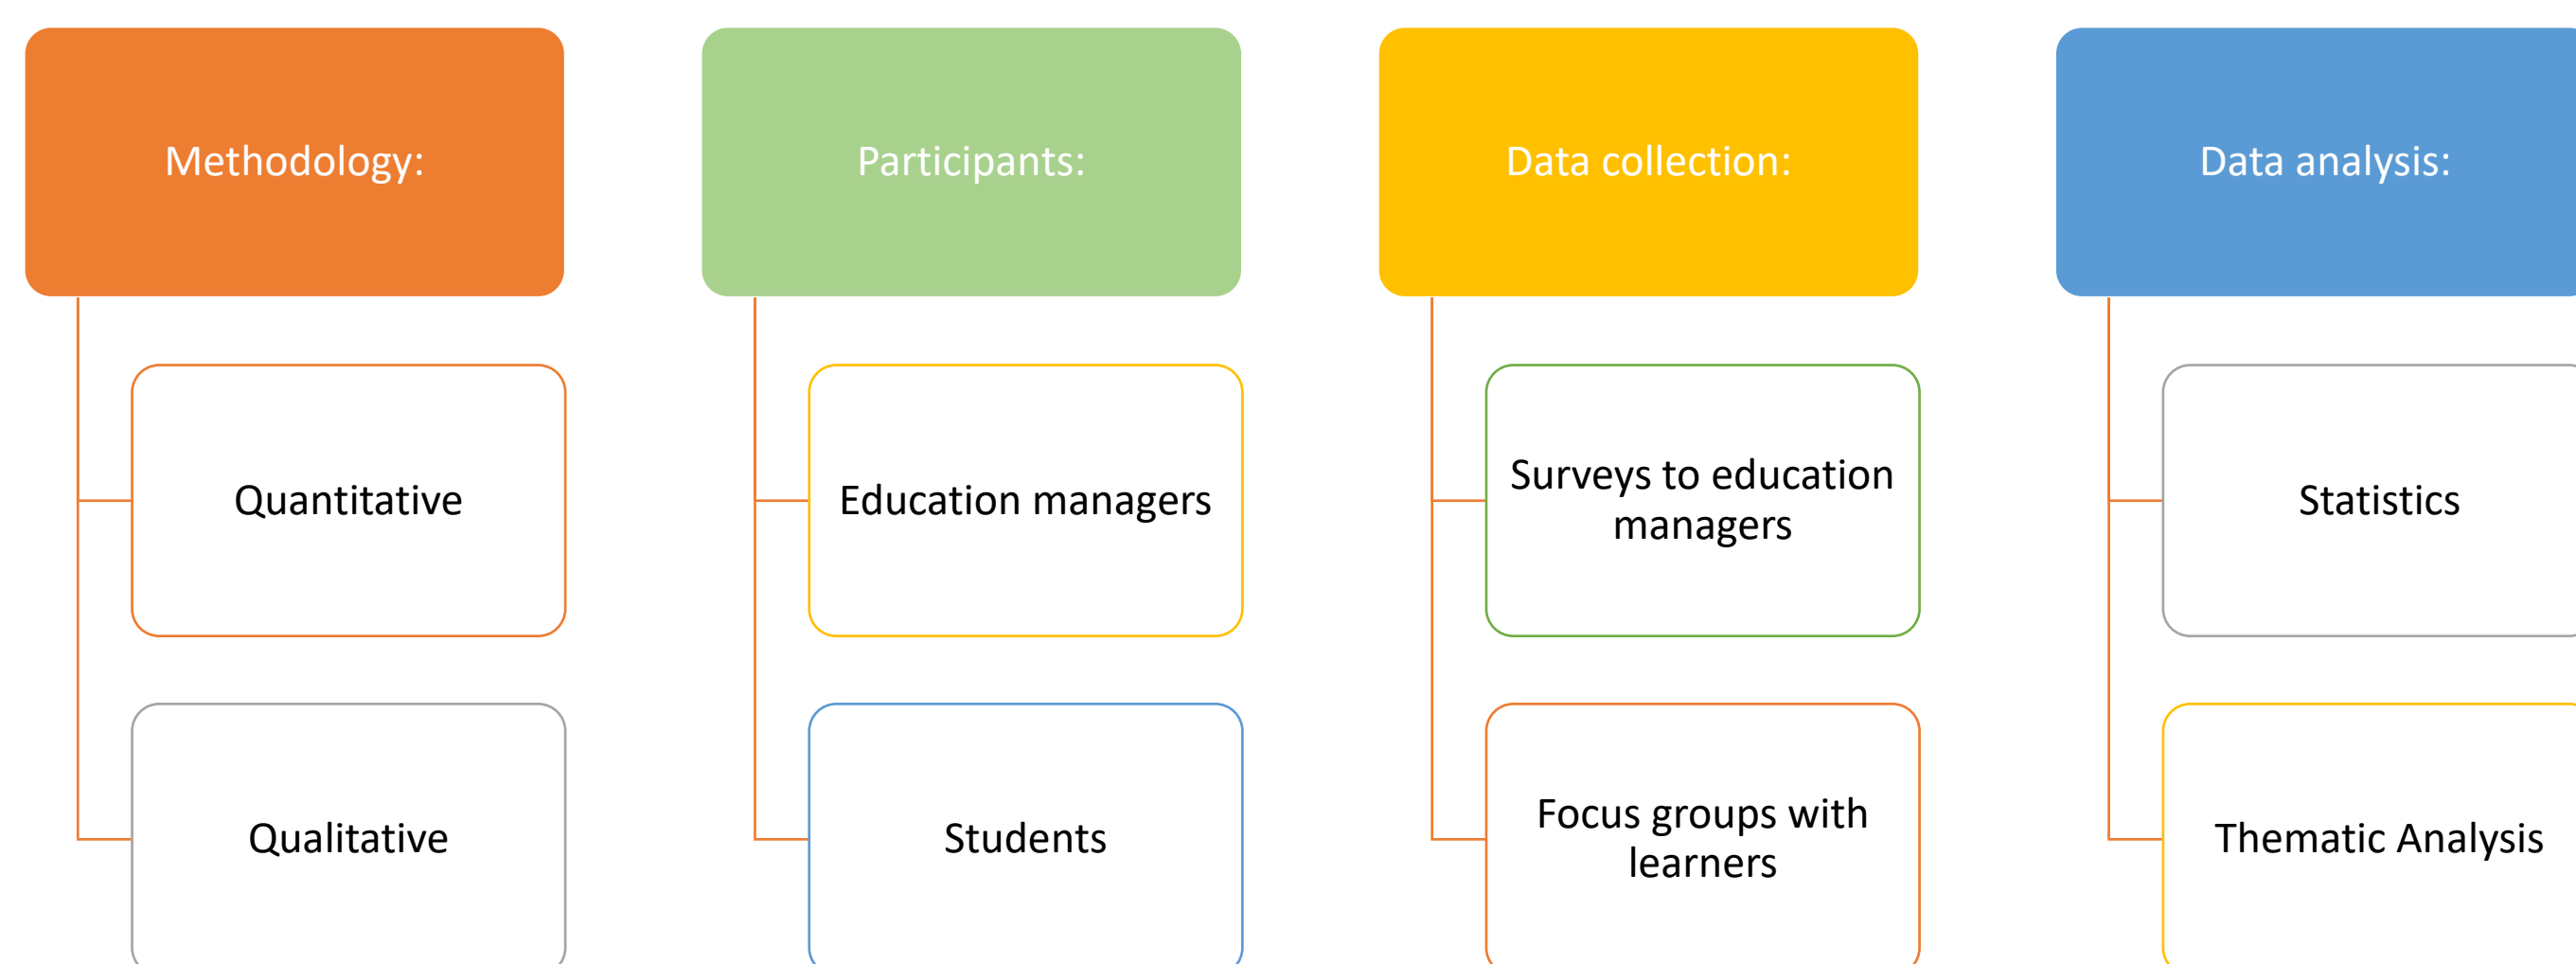 Methodology:
Quantitative
Qualitative
Participants:
Education managers
Students
Data collection:
Surveys to education
managers
Focus groups with
learners
Data analysis:
Statistics
Thematic Analysis